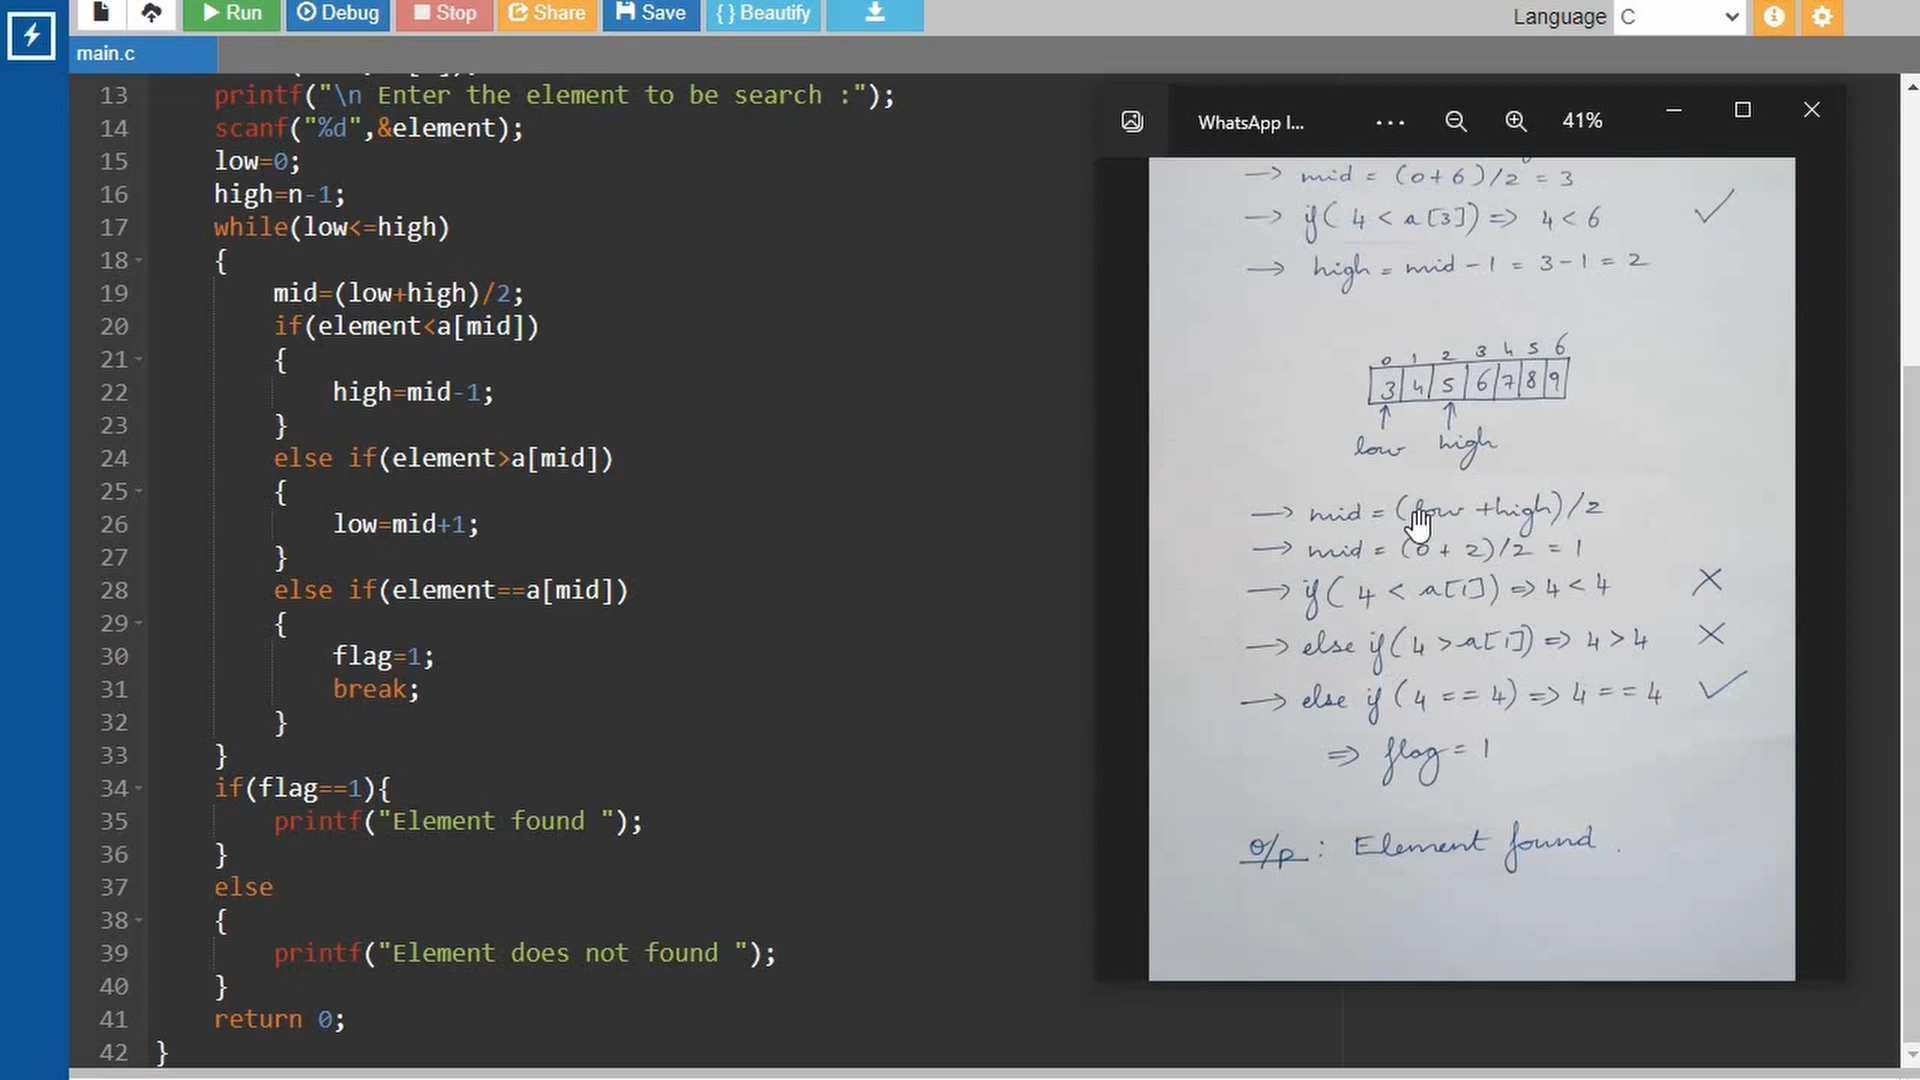 Run Debug Stop Share Save { } Beautify Language C
main.c
13 printf("\n Enter the element to be search :");
14 scanf("%d",&element);
15 low=0;
16 high=n-1;
17 while(low<=high)
18 {
19 mid=(low+high)/2;
20 if(element<a[mid])
21 {
22 high=mid-1;
23 }
24 else if(element>a[mid])
25 {
26 low=mid+1;
27 }
28 else if(element==a[mid])
29 {
30 flag=1;
31 break;
32 }
33 }
34 if(flag==1){
35 printf("Element found ");
36 }
37 else
38 {
39 printf("Element does not found ");
40 }
41 return 0;
42 }
WhatsApp I... 41%
→ mid = (0+6)/2 = 3
→ if( 4 < a[3]) => 4 < 6 ✓
→ high = mid - 1 = 3-1 = 2
0 1 2 3 4 5 6
3 4 5 6 7 8 9
↑ ↑
low high
→ mid = (low +high)/2
→ mid = (0 + 2)/2 = 1
→ if( 4 < a[1]) => 4 < 4 ✗
→ else if( 4 > a[1]) => 4 > 4 ✗
→ else if (4 == 4) => 4 == 4 ✓
=> flag = 1
O/p : Element found .